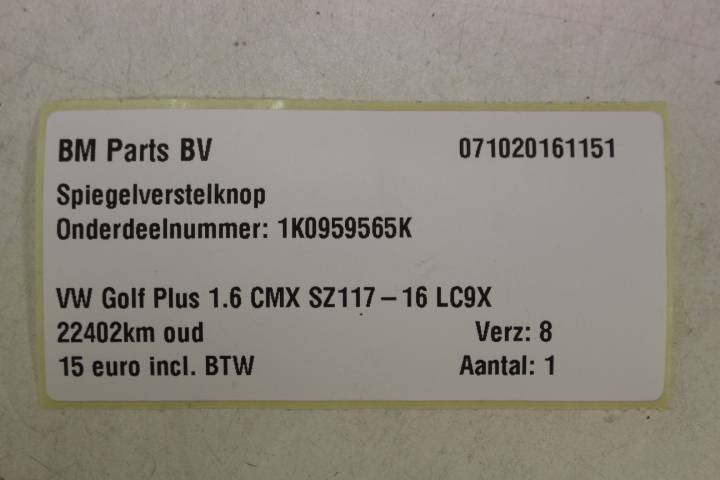 BM Parts BV 071020161151
Spiegelverstelknop
Onderdeelnummer: 1K0959565K
VW Golf Plus 1.6 CMX SZ117-16 LC9X
22402km oud Verz: 8
15 euro incl. BTW Aantal: 1